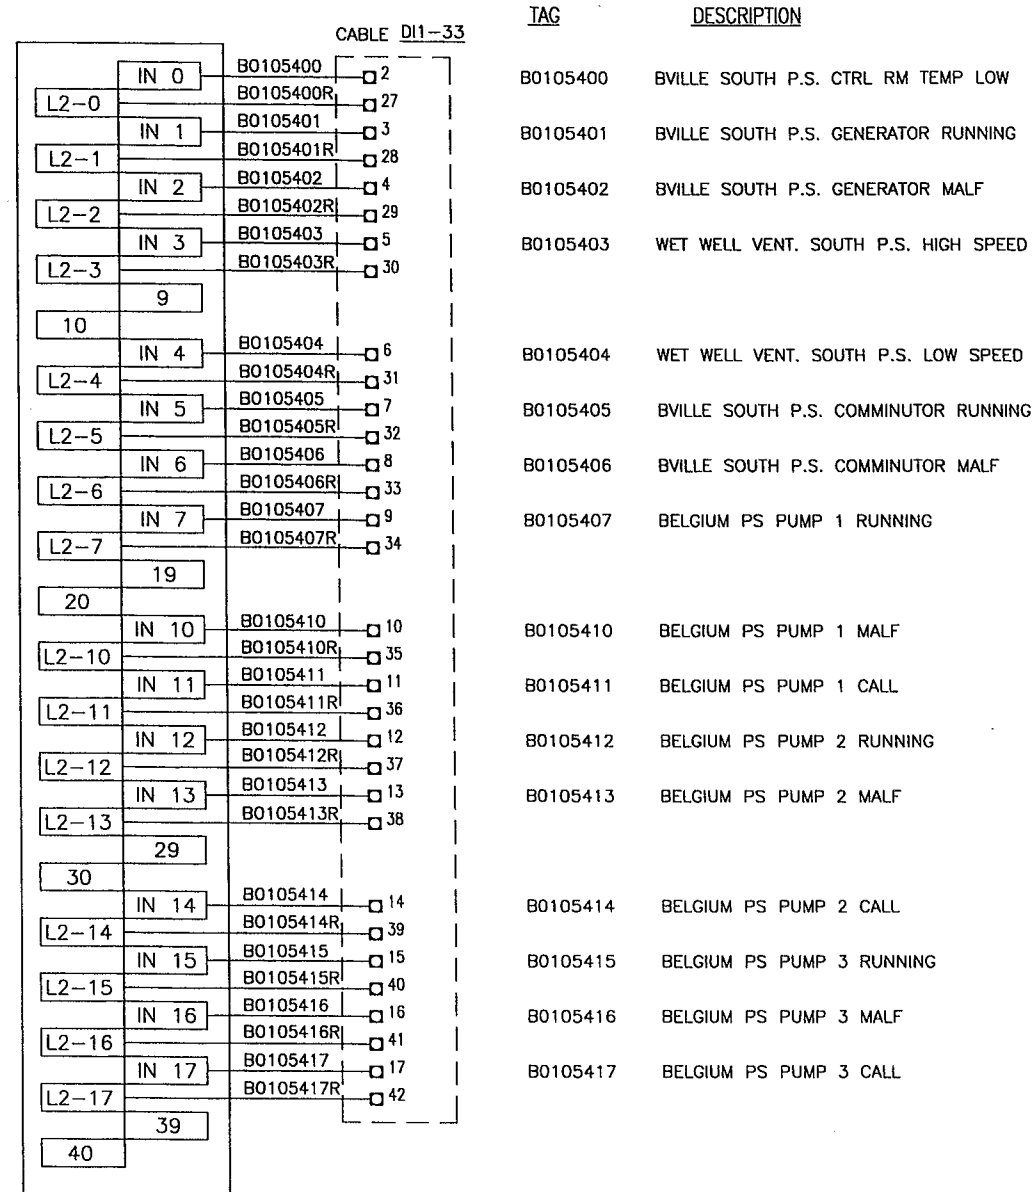 TAG DESCRIPTION
CABLE DI1-33
IN 0 B0105400 2 B0105400 BVILLE SOUTH P.S. CTRL RM TEMP LOW
L2-0 B0105400R 27
IN 1 B0105401 3 B0105401 BVILLE SOUTH P.S. GENERATOR RUNNING
L2-1 B0105401R 28
IN 2 B0105402 4 B0105402 BVILLE SOUTH P.S. GENERATOR MALF
L2-2 B0105402R 29
IN 3 B0105403 5 B0105403 WET WELL VENT. SOUTH P.S. HIGH SPEED
L2-3 B0105403R 30
9
10
IN 4 B0105404 6 B0105404 WET WELL VENT. SOUTH P.S. LOW SPEED
L2-4 B0105404R 31
IN 5 B0105405 7 B0105405 BVILLE SOUTH P.S. COMMINUTOR RUNNING
L2-5 B0105405R 32
IN 6 B0105406 8 B0105406 BVILLE SOUTH P.S. COMMINUTOR MALF
L2-6 B0105406R 33
IN 7 B0105407 9 B0105407 BELGIUM PS PUMP 1 RUNNING
L2-7 B0105407R 34
19
20
IN 10 B0105410 10 B0105410 BELGIUM PS PUMP 1 MALF
L2-10 B0105410R 35
IN 11 B0105411 11 B0105411 BELGIUM PS PUMP 1 CALL
L2-11 B0105411R 36
IN 12 B0105412 12 B0105412 BELGIUM PS PUMP 2 RUNNING
L2-12 B0105412R 37
IN 13 B0105413 13 B0105413 BELGIUM PS PUMP 2 MALF
L2-13 B0105413R 38
29
30
IN 14 B0105414 14 B0105414 BELGIUM PS PUMP 2 CALL
L2-14 B0105414R 39
IN 15 B0105415 15 B0105415 BELGIUM PS PUMP 3 RUNNING
L2-15 B0105415R 40
IN 16 B0105416 16 B0105416 BELGIUM PS PUMP 3 MALF
L2-16 B0105416R 41
IN 17 B0105417 17 B0105417 BELGIUM PS PUMP 3 CALL
L2-17 B0105417R 42
39
40